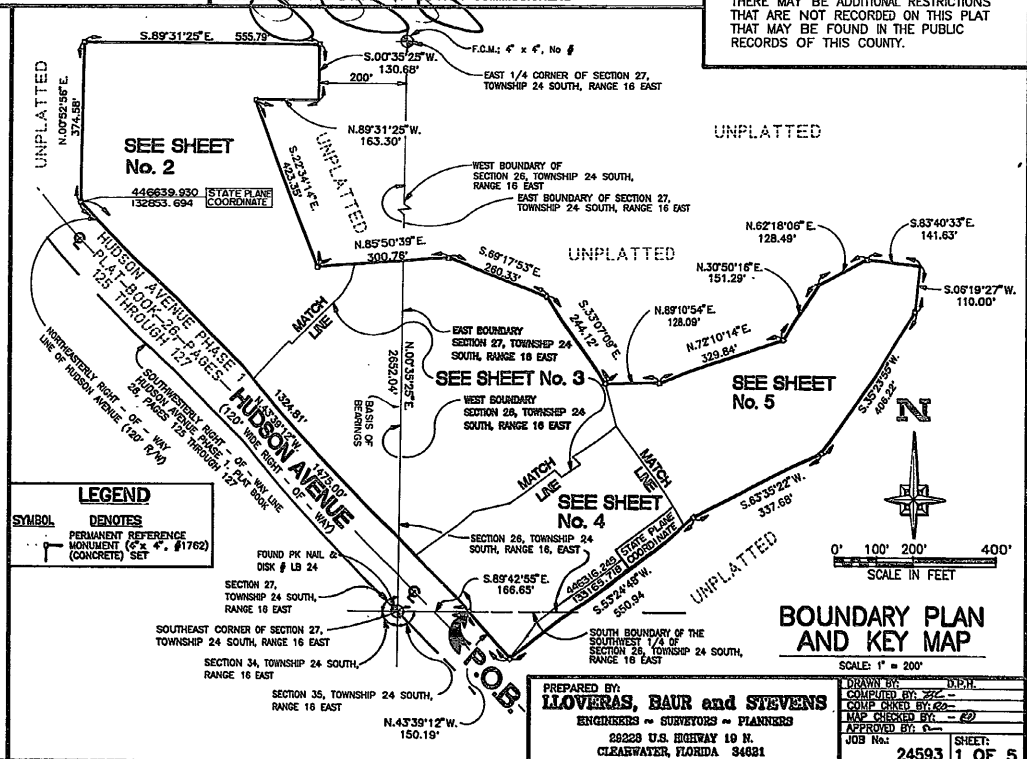 THERE MAY BE ADDITIONAL RESTRICTIONS
THAT ARE NOT RECORDED ON THIS PLAT
THAT MAY BE FOUND IN THE PUBLIC
RECORDS OF THIS COUNTY.
S.89°31'25"E. 555.79'
F.C.M.; 4" x 4", No #
S.00°35'25"W.
130.68'
200'
EAST 1/4 CORNER OF SECTION 27,
TOWNSHIP 24 SOUTH, RANGE 16 EAST
UNPLATTED
N.00°52'56"E.
374.58'
SEE SHEET
No. 2
N.89°31'25"W.
163.30'
UNPLATTED
UNPLATTED
S.22°34'14"E.
423.35'
WEST BOUNDARY OF
SECTION 26, TOWNSHIP 24 SOUTH,
RANGE 16 EAST
EAST BOUNDARY OF SECTION 27,
TOWNSHIP 24 SOUTH, RANGE 16 EAST
446639.930
132853.694
STATE PLANE
COORDINATE
N.85°50'39"E.
300.76'
S.69°17'53"E.
260.33'
UNPLATTED
N.62°18'06"E.
128.49'
S.83°40'33"E.
141.63'
N.30°50'16"E.
151.29'
S.06°19'27"W.
110.00'
S.33°07'09"E.
244.12'
N.89°10'54"E.
128.09'
N.72°10'14"E.
329.84'
HUDSON AVENUE PHASE 1
PLAT-BOOK-26,-PAGES
125 THROUGH 127
MATCH
LINE
EAST BOUNDARY
SECTION 27, TOWNSHIP 24
SOUTH, RANGE 16 EAST
N.00°35'25"E.
2652.04'
SEE SHEET No. 3
SEE SHEET
No. 5
WEST BOUNDARY
SECTION 26, TOWNSHIP 24
SOUTH, RANGE 16 EAST
BASIS OF
BEARINGS
S.35°23'55"W.
406.22'
N
NORTHEASTERLY RIGHT - OF - WAY
LINE OF HUDSON AVENUE (120' R/W)
SOUTHWESTERLY RIGHT - OF - WAY LINE
HUDSON AVENUE PHASE 1, PLAT BOOK
26, PAGES 125 THROUGH 127
1324.81'
N.43°39'12"W. 1475.00'
HUDSON AVENUE
(120' WIDE RIGHT - OF - WAY)
MATCH
LINE
MATCH
LINE
LEGEND
SYMBOL DENOTES
PERMANENT REFERENCE
MONUMENT (4" x 4", #1762)
(CONCRETE) SET
SEE SHEET
No. 4
S.63°35'22"W.
337.68'
SECTION 26, TOWNSHIP 24
SOUTH, RANGE 16, EAST
446316.249
STATE PLANE
COORDINATE
S.53°24'48"W.
550.94
UNPLATTED
0' 100' 200' 400'
SCALE IN FEET
FOUND PK NAIL &
DISK # LB 24
SECTION 27,
TOWNSHIP 24 SOUTH,
RANGE 16 EAST
S.89°42'55"E.
166.65'
SOUTHEAST CORNER OF SECTION 27,
TOWNSHIP 24 SOUTH, RANGE 16 EAST
SOUTH BOUNDARY OF THE
SOUTHWEST 1/4 OF
SECTION 26, TOWNSHIP 24 SOUTH,
RANGE 16 EAST
SECTION 34, TOWNSHIP 24 SOUTH,
RANGE 16 EAST
SECTION 35, TOWNSHIP 24 SOUTH,
RANGE 16 EAST
P.O.B.
N.43°39'12"W.
150.19'
BOUNDARY PLAN
AND KEY MAP
SCALE: 1" = 200'
PREPARED BY:
LLOVERAS, BAUR and STEVENS
ENGINEERS ~ SURVEYORS ~ PLANNERS
29228 U.S. HIGHWAY 19 N.
CLEARWATER, FLORIDA 34621
DRAWN BY: D.P.H.
COMPUTED BY:
COMP CHKED BY:
MAP CHECKED BY:
APPROVED BY:
JOB No.: 24593
SHEET: 1 OF 5